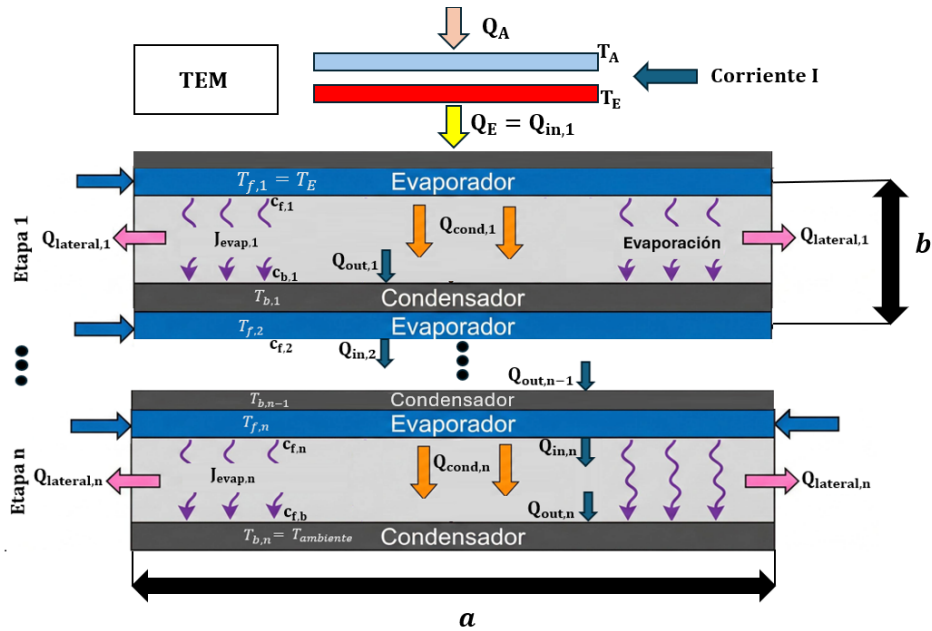 Q_A
TEM
T_A
Corriente I
T_E
Q_E = Q_in,1
T_f,1 = T_E
Evaporador
c_f,1
Etapa 1
Q_lateral,1
J_evap,1
Q_cond,1
Evaporación
Q_lateral,1
b
Q_out,1
c_b,1
T_b,1
Condensador
T_f,2
Evaporador
c_f,2
Q_in,2
Q_out,n−1
T_b,n−1
Condensador
T_f,n
Evaporador
Etapa n
c_f,n
Q_in,n
Q_lateral,n
J_evap,n
Q_cond,n
Q_lateral,n
Q_out,n
c_f,b
T_b,n = T_ambiente
Condensador
a